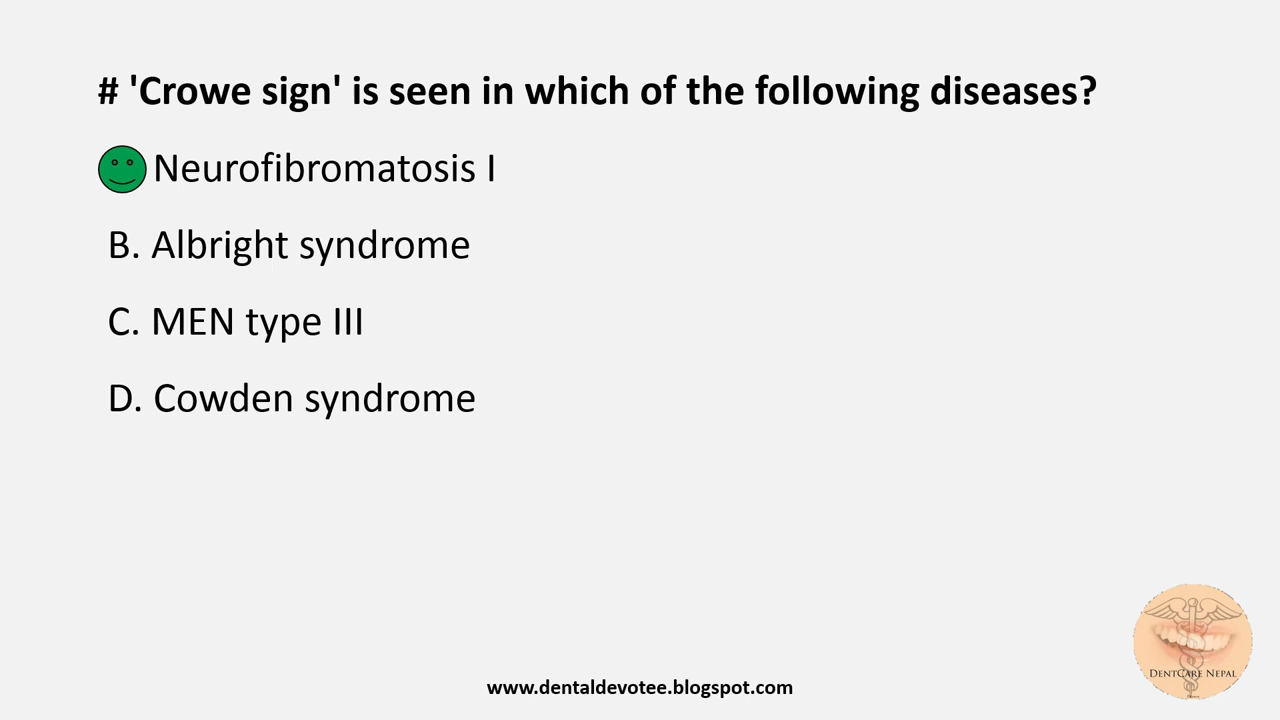 # 'Crowe sign' is seen in which of the following diseases?
Neurofibromatosis I
B. Albright syndrome
C. MEN type III
D. Cowden syndrome
DentCare Nepal
www.dentaldevotee.blogspot.com